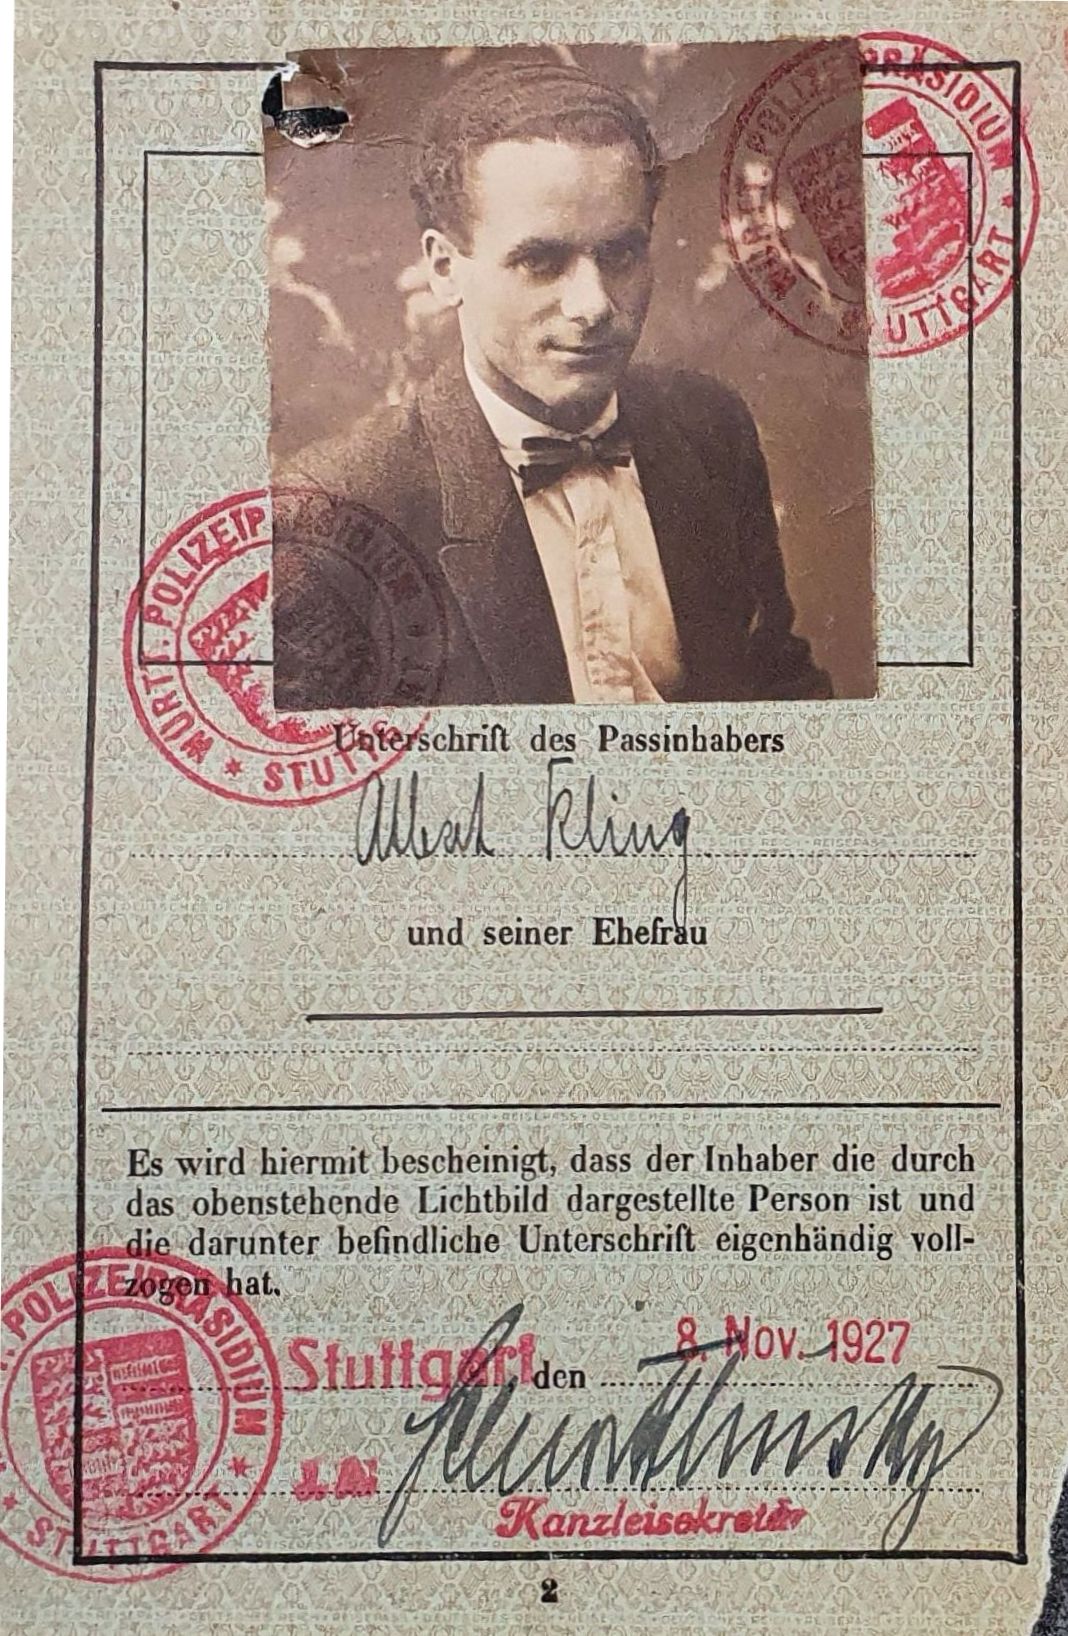 WÜRTT. POLIZEIPRÄSIDIUM * STUTTGART *
WÜRTT. POLIZEIPRÄSIDIUM * STUTTGART *
Unterschrift des Passinhabers
Albert Kling
und seiner Ehefrau
Es wird hiermit bescheinigt, dass der Inhaber die durch
das obenstehende Lichtbild dargestellte Person ist und
die darunter befindliche Unterschrift eigenhändig voll-
zogen hat.
POLIZEIPRÄSIDIUM * STUTTGART *
Stuttgart den 8. Nov. 1927
Kanzleisekretär
2